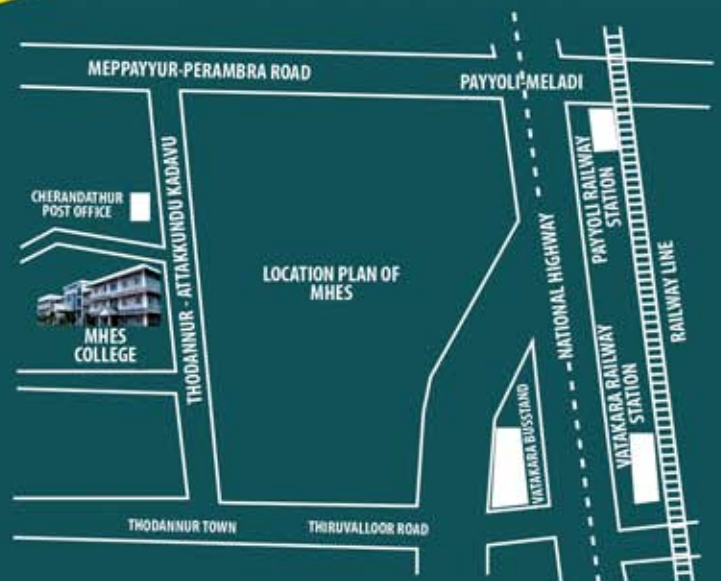 MEPPAYYUR-PERAMBRA ROAD
PAYYOLI-MELADI
THODANNUR - ATTAKKUNDU KADAVU
CHERANDATHUR
POST OFFICE
PAYYOLI RAILWAY
STATION
LOCATION PLAN OF
MHES
NATIONAL HIGHWAY
RAILWAY LINE
MHES
COLLEGE
VATAKARA RAILWAY
STATION
VATAKARA BUSSTAND
THODANNUR TOWN
THIRUVALLOOR ROAD